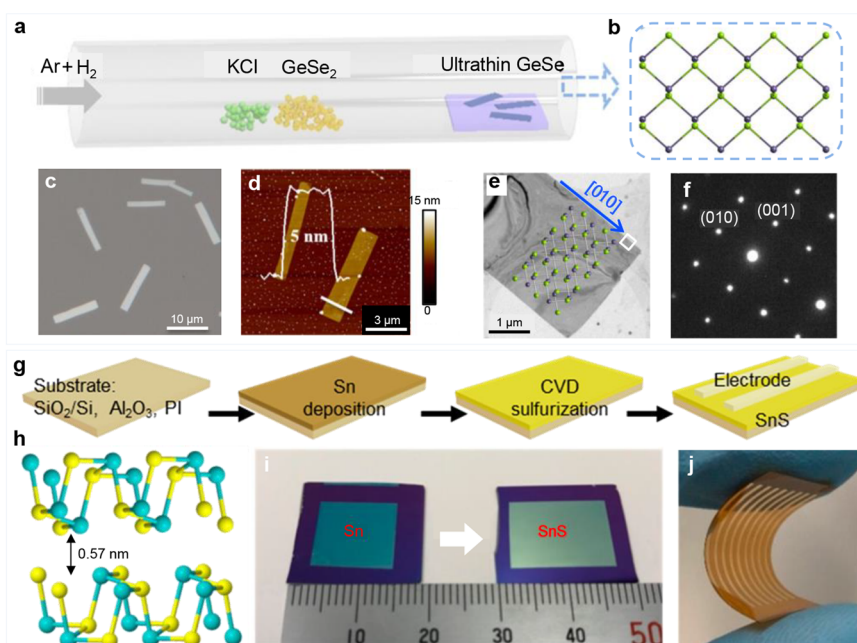 a
Ar + H2
KCl
GeSe2
Ultrathin GeSe
b
c
10 μm
d
5 nm
15 nm
0
3 μm
e
[010]
1 μm
f
(010)
(001)
g
Substrate:
SiO2/Si, Al2O3, PI
Sn
deposition
CVD
sulfurization
Electrode
SnS
h
0.57 nm
i
Sn
SnS
10 20 30 40 50
j